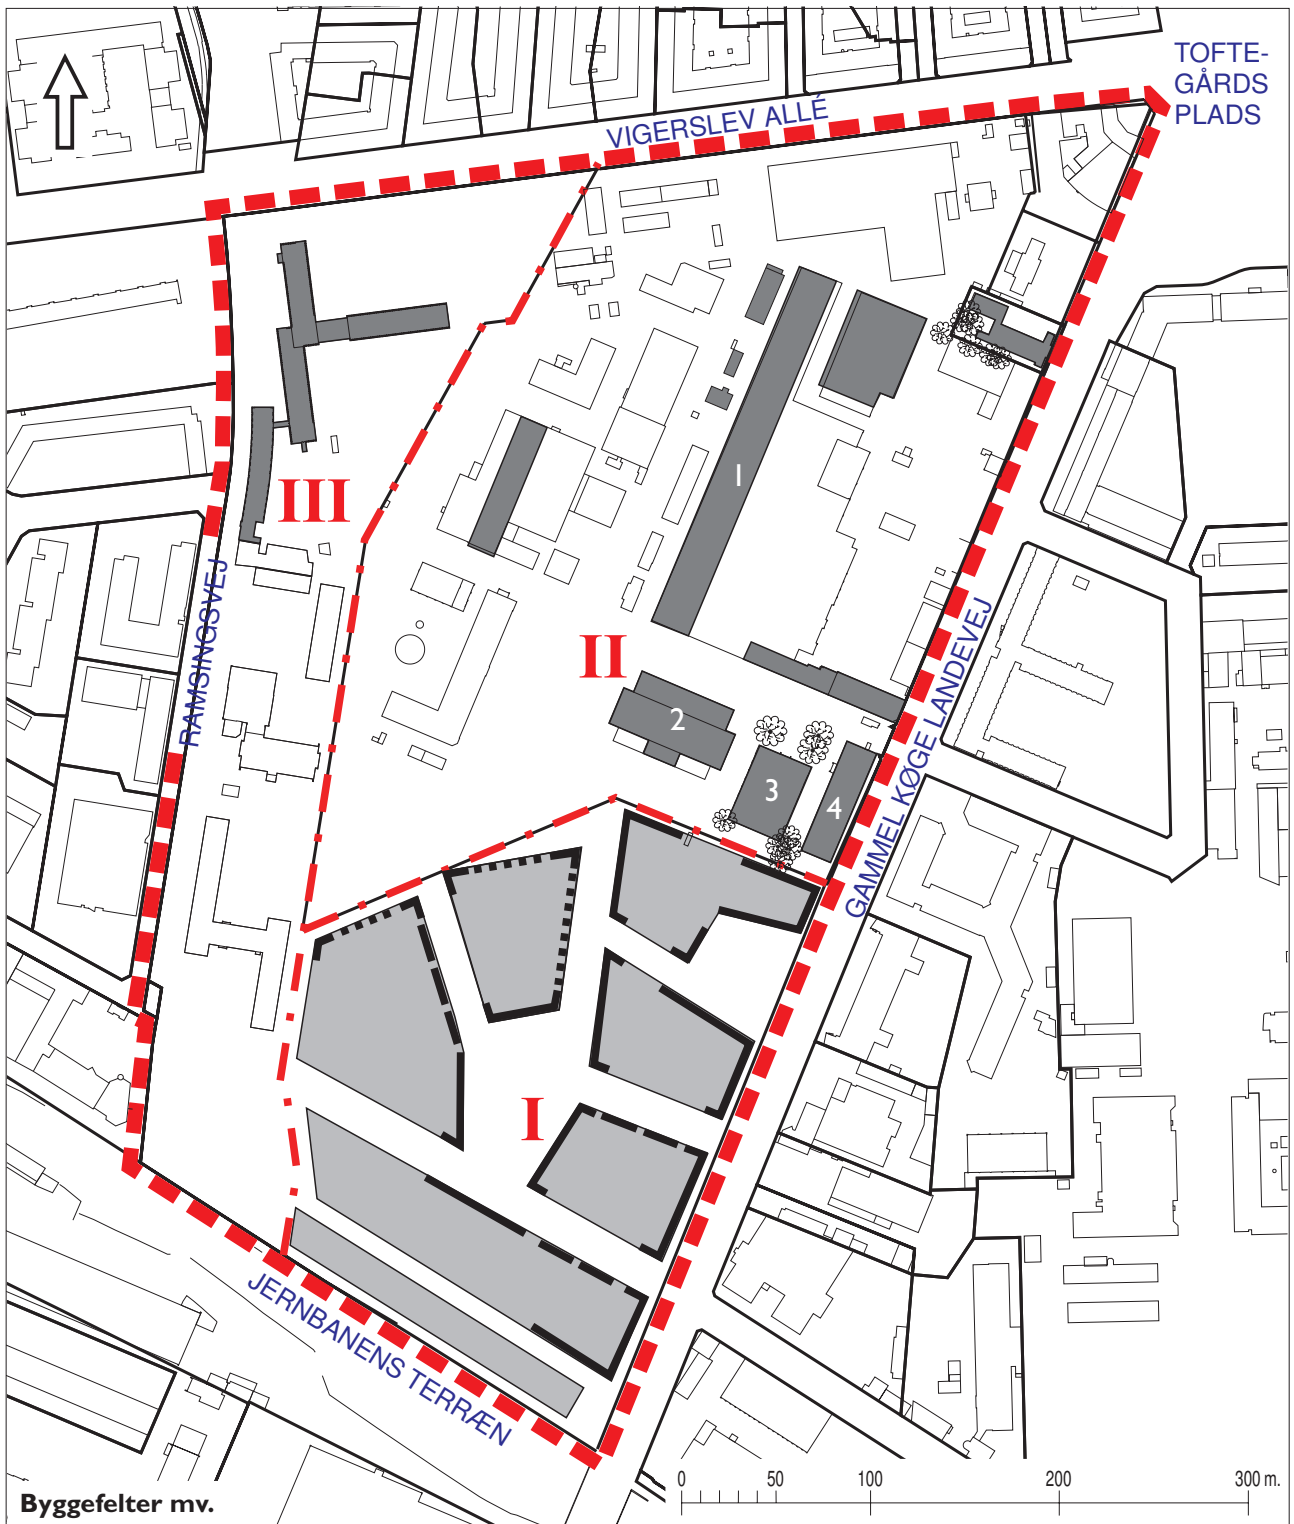 TOFTE-
GÅRDS
PLADS
VIGERSLEV ALLÉ
1
III
RAMSINGSVEJ
II
2
3
4
GAMMEL KØGE LANDEVEJ
I
JERNBANENS TERRÆN
0 50 100 200 300 m.
Byggefelter mv.